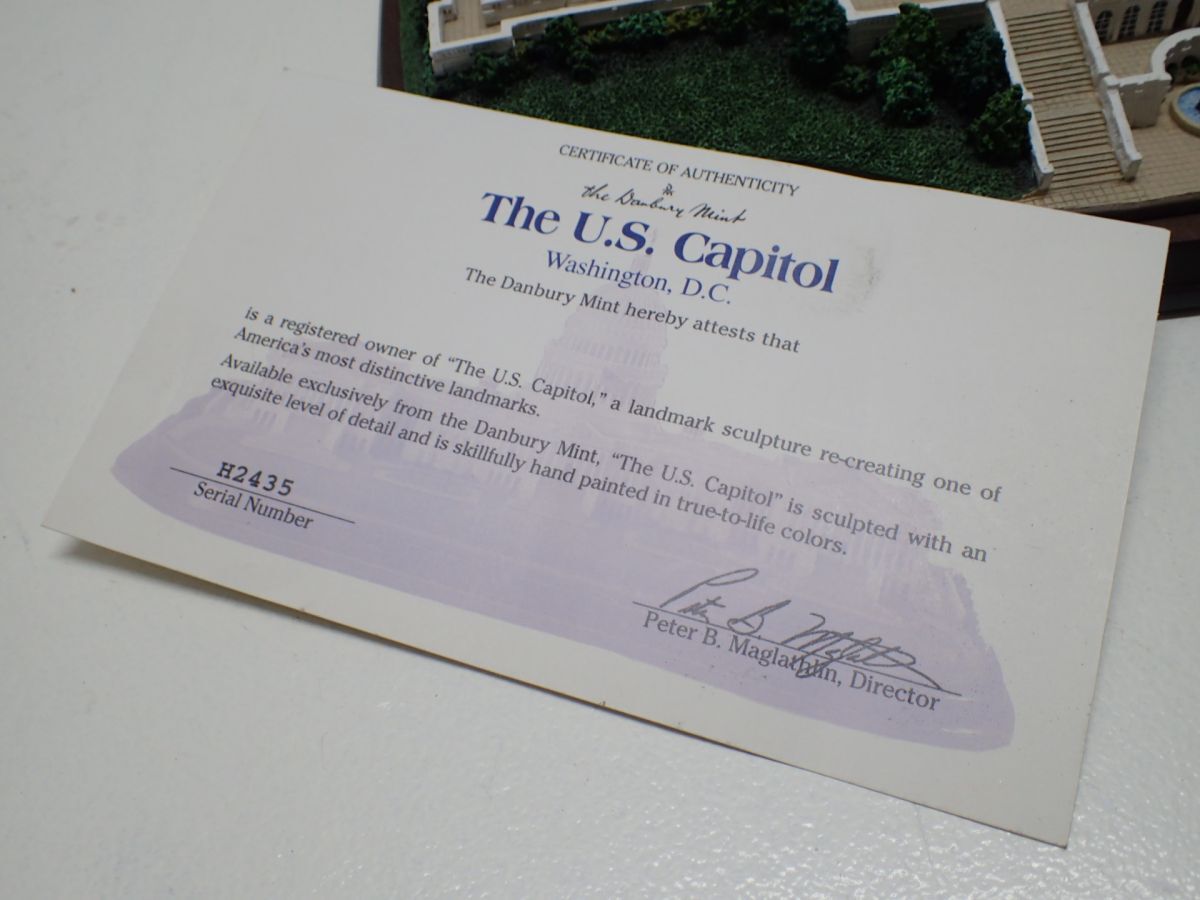 CERTIFICATE OF AUTHENTICITY
for
the Danbury Mint
The U.S. Capitol
Washington, D.C.
The Danbury Mint hereby attests that
is a registered owner of “The U.S. Capitol,” a landmark sculpture re-creating one of
America’s most distinctive landmarks.
Available exclusively from the Danbury Mint, “The U.S. Capitol” is sculpted with an
exquisite level of detail and is skillfully hand painted in true-to-life colors.
H2435
Serial Number
Peter B. Maglathlin
Peter B. Maglathlin, Director